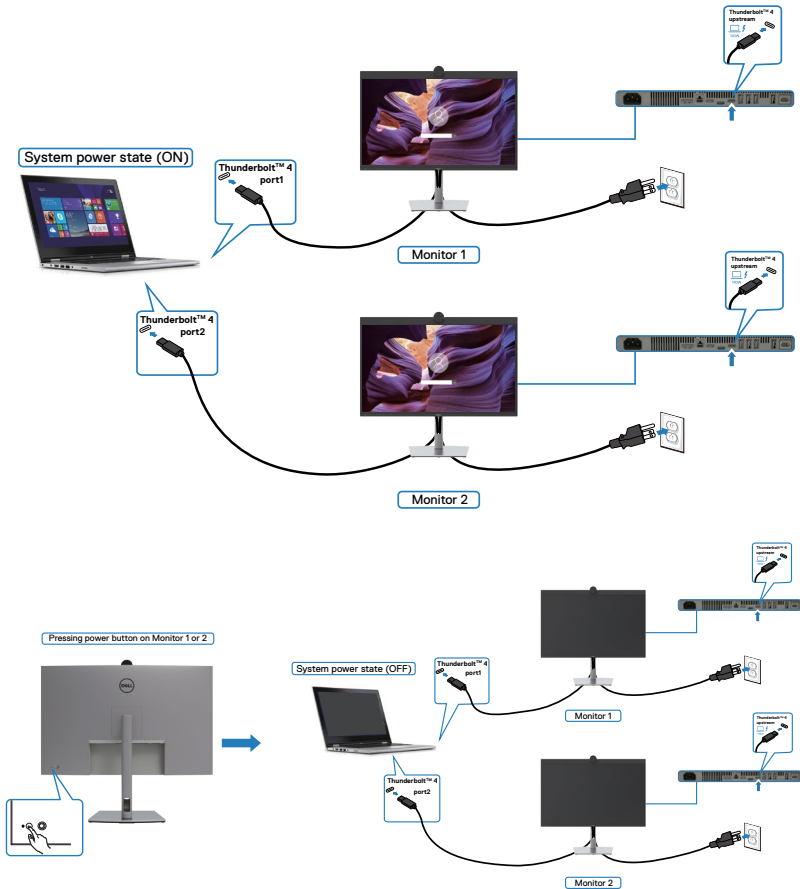 Thunderbolt™ 4
upstream
System power state (ON)
Thunderbolt™ 4
port1
Monitor 1
Thunderbolt™ 4
upstream
Thunderbolt™ 4
port2
Monitor 2
Thunderbolt™ 4
upstream
Pressing power button on Monitor 1 or 2
DELL
System power state (OFF)
Thunderbolt™ 4
port1
Monitor 1
Thunderbolt™ 4
upstream
Thunderbolt™ 4
port2
Monitor 2